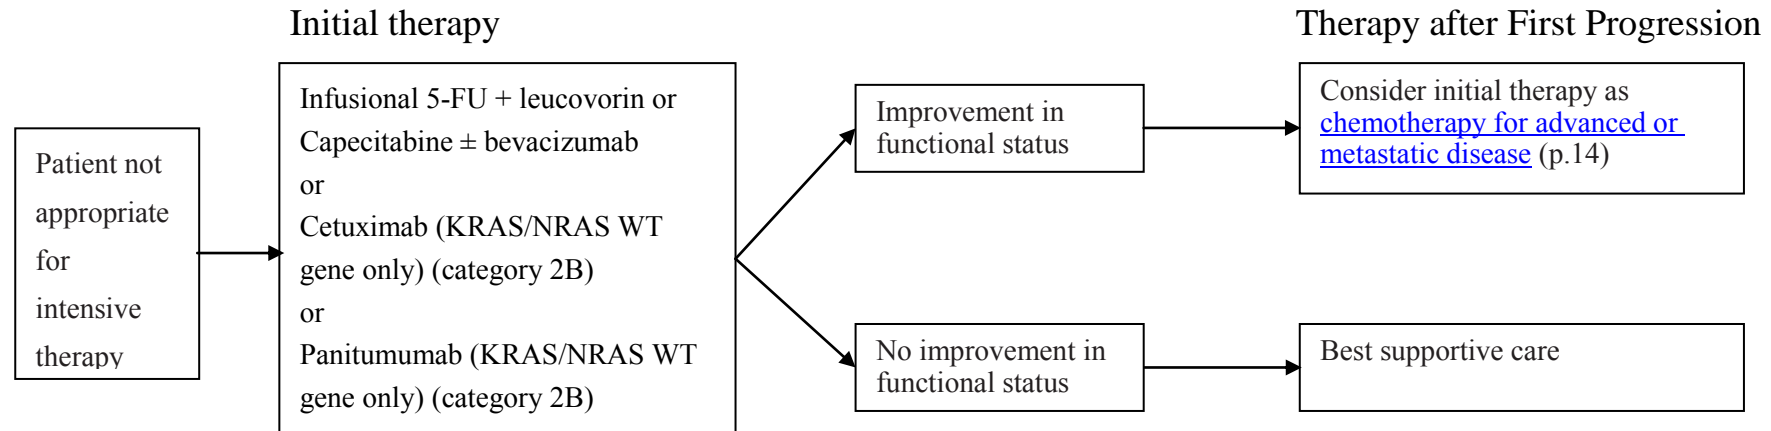 Initial therapy
Therapy after First Progression
Patient not
appropriate
for
intensive
therapy
Infusional 5-FU + leucovorin or
Capecitabine ± bevacizumab
or
Cetuximab (KRAS/NRAS WT
gene only) (category 2B)
or
Panitumumab (KRAS/NRAS WT
gene only) (category 2B)
Improvement in
functional status
Consider initial therapy as
chemotherapy for advanced or
metastatic disease (p.14)
No improvement in
functional status
Best supportive care